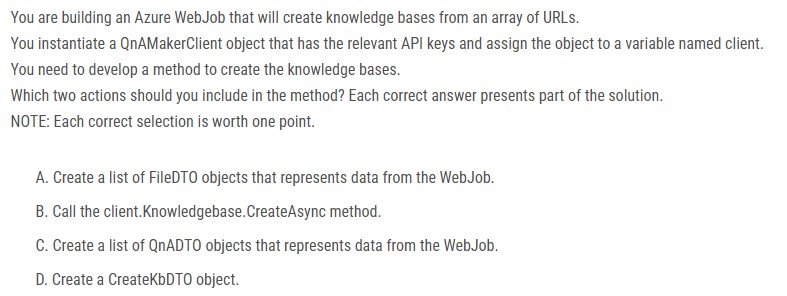 You are building an Azure WebJob that will create knowledge bases from an array of URLs.
You instantiate a QnAMakerClient object that has the relevant API keys and assign the object to a variable named client.
You need to develop a method to create the knowledge bases.
Which two actions should you include in the method? Each correct answer presents part of the solution.
NOTE: Each correct selection is worth one point.
A. Create a list of FileDTO objects that represents data from the WebJob.
B. Call the client.Knowledgebase.CreateAsync method.
C. Create a list of QnADTO objects that represents data from the WebJob.
D. Create a CreateKbDTO object.